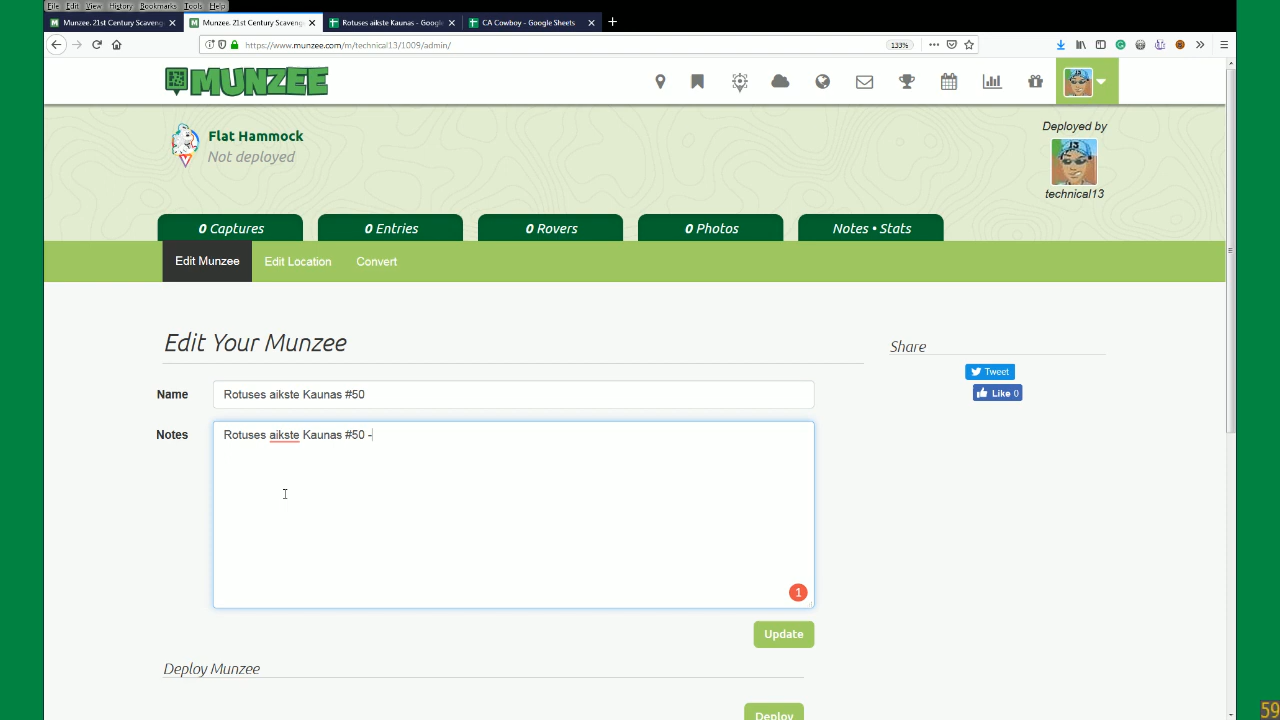 File Edit View History Bookmarks Tools Help
Munzee. 21st Century Scaveng
Munzee. 21st Century Scaveng
Rotuses aikste Kaunas - Google
CA Cowboy - Google Sheets
https://www.munzee.com/m/technical13/1009/admin/
133%
MUNZEE
Flat Hammock
Not deployed
Deployed by
13
technical13
0 Captures
0 Entries
0 Rovers
0 Photos
Notes • Stats
Edit Munzee
Edit Location
Convert
Edit Your Munzee
Share
Tweet
Like 0
Name
Rotuses aikste Kaunas #50
Notes
Rotuses aikste Kaunas #50 -
1
Update
Deploy Munzee
Deploy
59